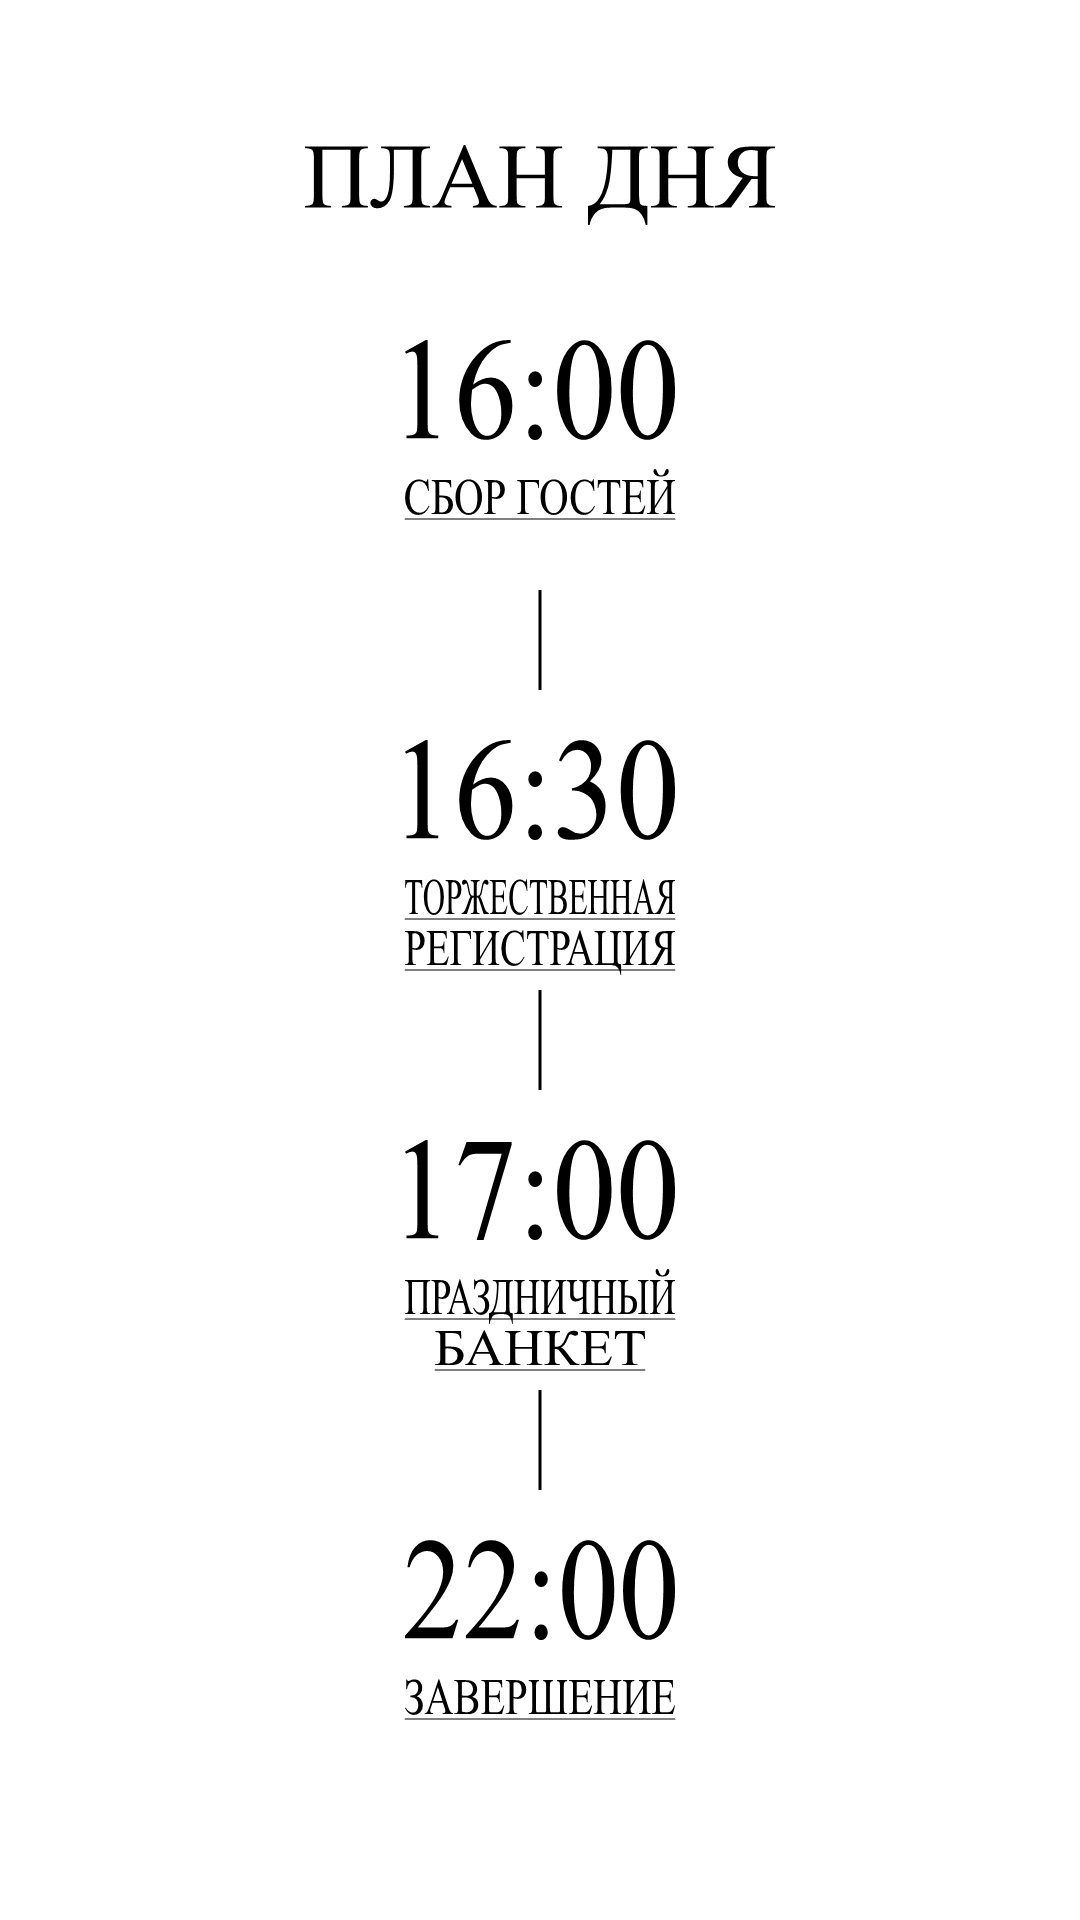 ПЛАН ДНЯ
16:00
СБОР ГОСТЕЙ
16:30
ТОРЖЕСТВЕННАЯ
РЕГИСТРАЦИЯ
17:00
ПРАЗДНИЧНЫЙ
БАНКЕТ
22:00
ЗАВЕРШЕНИЕ